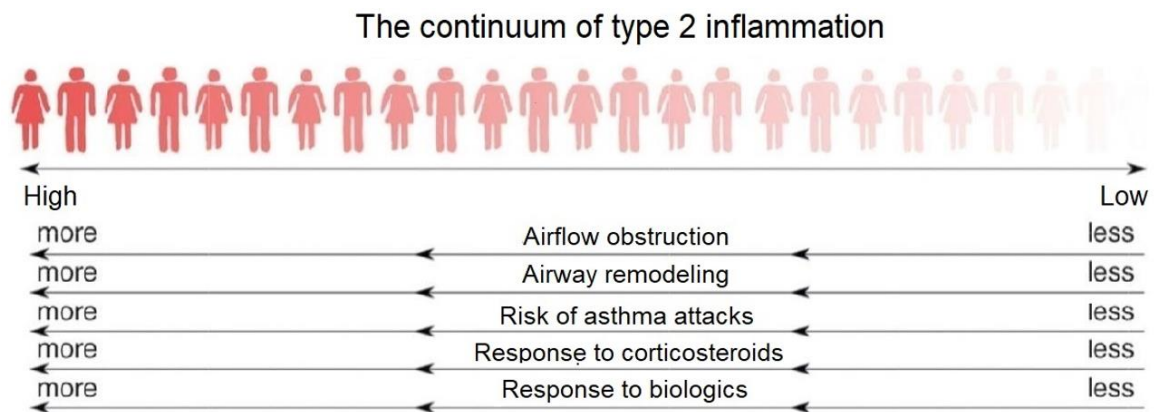 The continuum of type 2 inflammation
High Low
more Airflow obstruction less
more Airway remodeling less
more Risk of asthma attacks less
more Response to corticosteroids less
more Response to biologics less